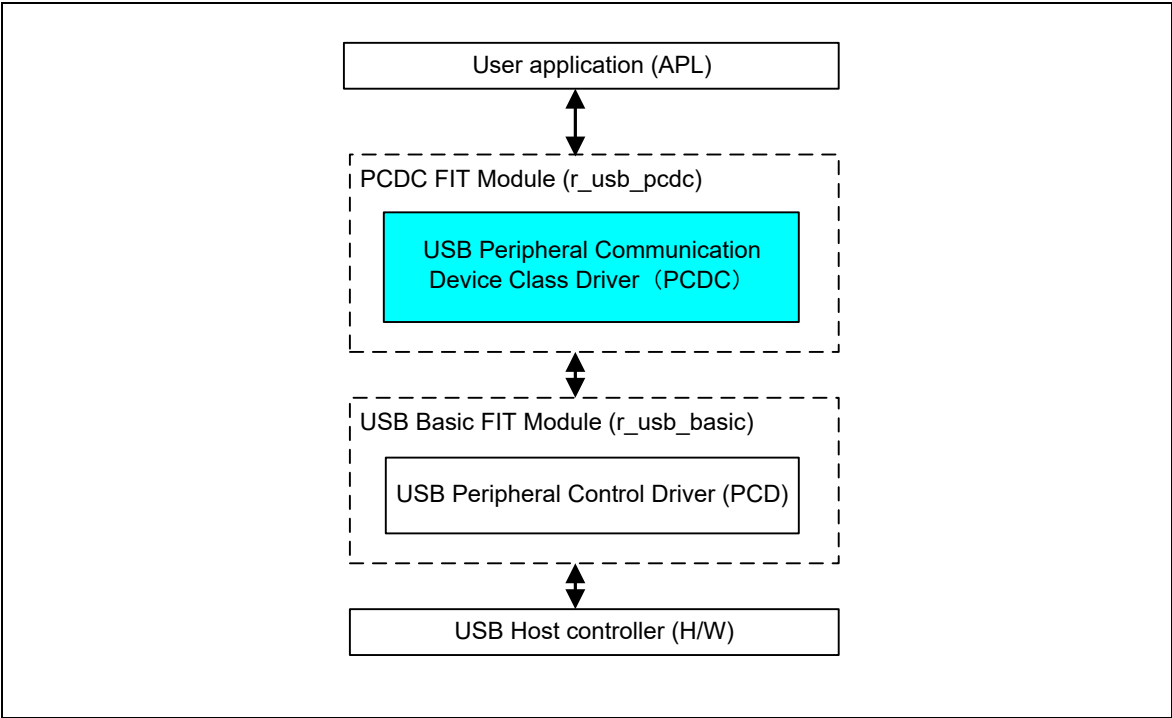 User application (APL)
PCDC FIT Module (r_usb_pcdc)
USB Peripheral Communication
Device Class Driver（PCDC）
USB Basic FIT Module (r_usb_basic)
USB Peripheral Control Driver (PCD)
USB Host controller (H/W)